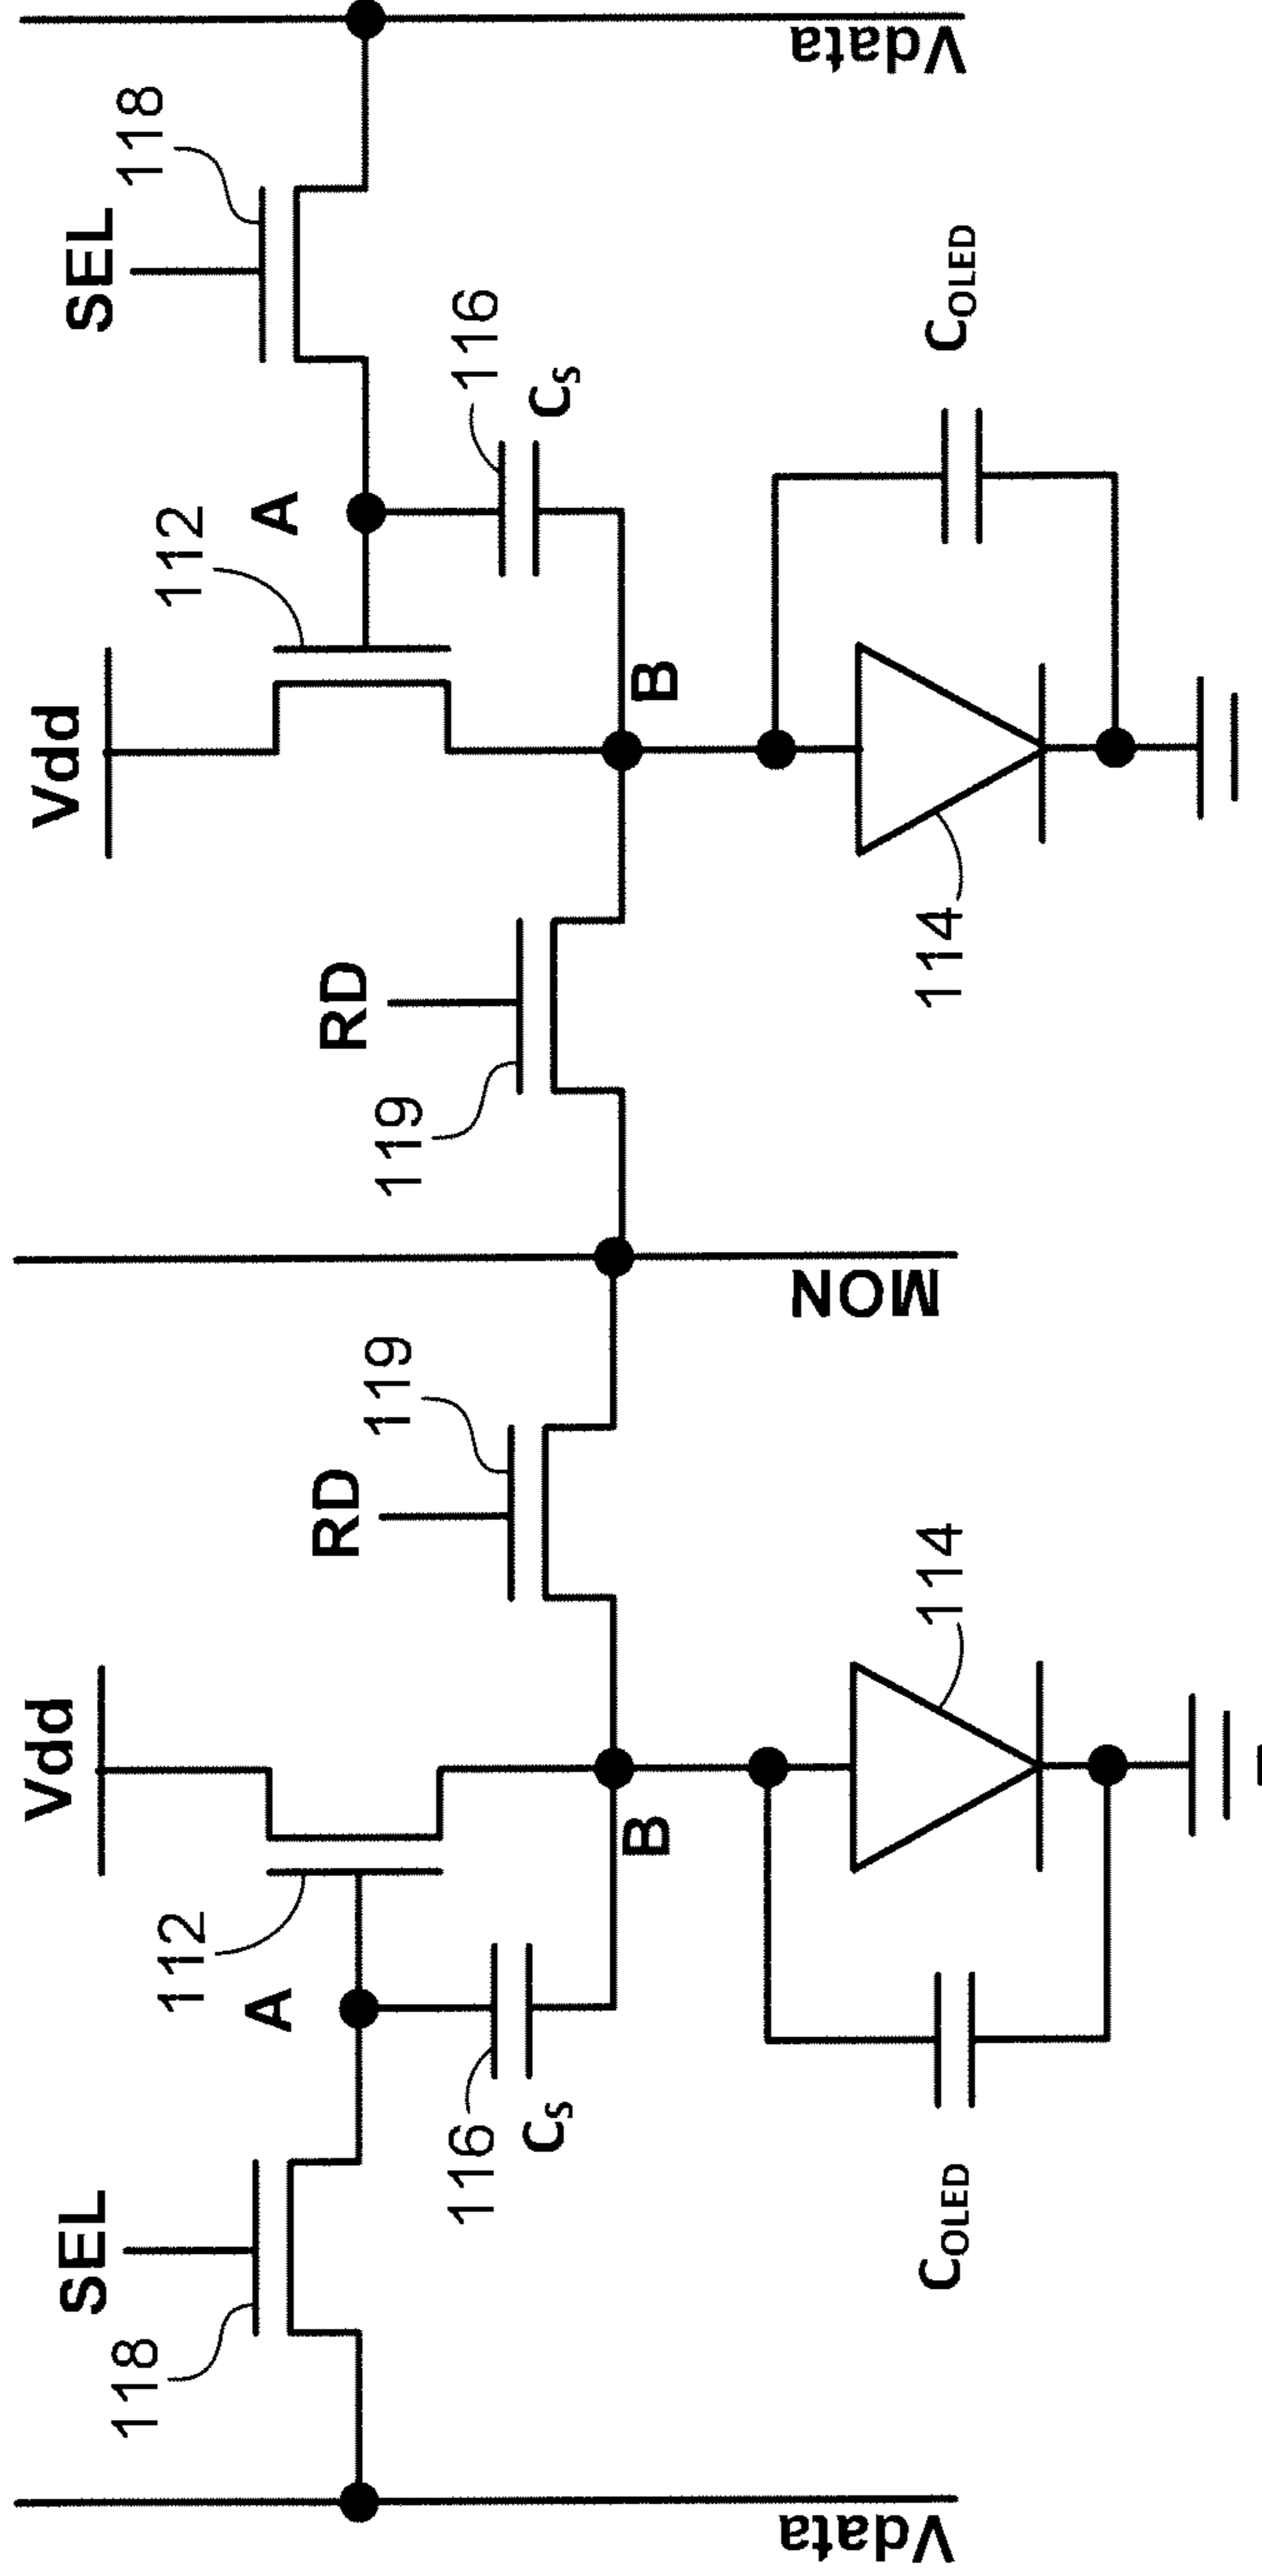 Vdata
118
SEL
112
A
116
Cs
Vdd
B
COLED
114
RD
119
MON
RD
119
Vdd
112
A
116
Cs
B
COLED
114
SEL
118
Vdata